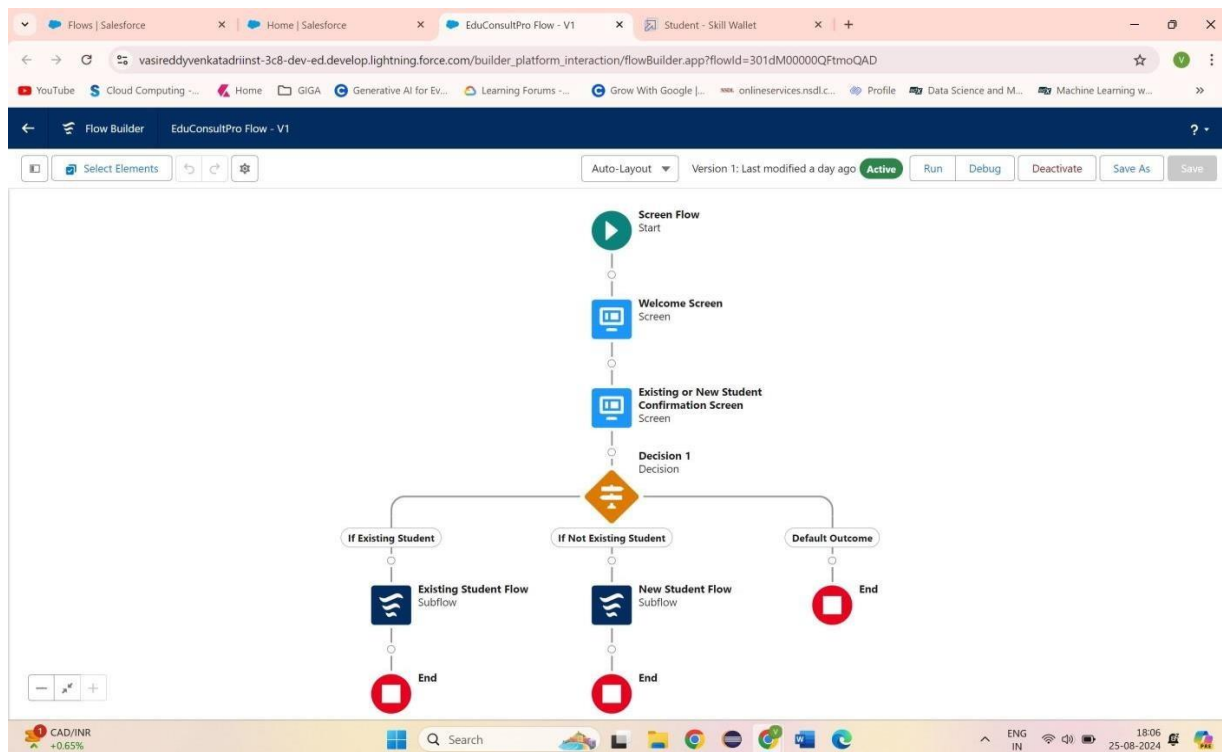 Flows | Salesforce
Home | Salesforce
EduConsultPro Flow - V1
Student - Skill Wallet
vasireddyvenkatadriinst-3c8-dev-ed.develop.lightning.force.com/builder_platform_interaction/flowBuilder.app?flowId=301dM00000QFtmoQAD
V
YouTube
Cloud Computing -...
Home
GIGA
Generative AI for Ev...
Learning Forums -...
Grow With Google |...
onlineservices.nsdl.c...
Profile
Data Science and M...
Machine Learning w...
Flow Builder
EduConsultPro Flow - V1
?
Select Elements
Auto-Layout
Version 1: Last modified a day ago
Active
Run
Debug
Deactivate
Save As
Save
Screen Flow
Start
Welcome Screen
Screen
Existing or New Student
Confirmation Screen
Screen
Decision 1
Decision
If Existing Student
If Not Existing Student
Default Outcome
Existing Student Flow
Subflow
New Student Flow
Subflow
End
End
End
1
CAD/INR
+0.65%
Search
ENG
IN
18:06
25-08-2024